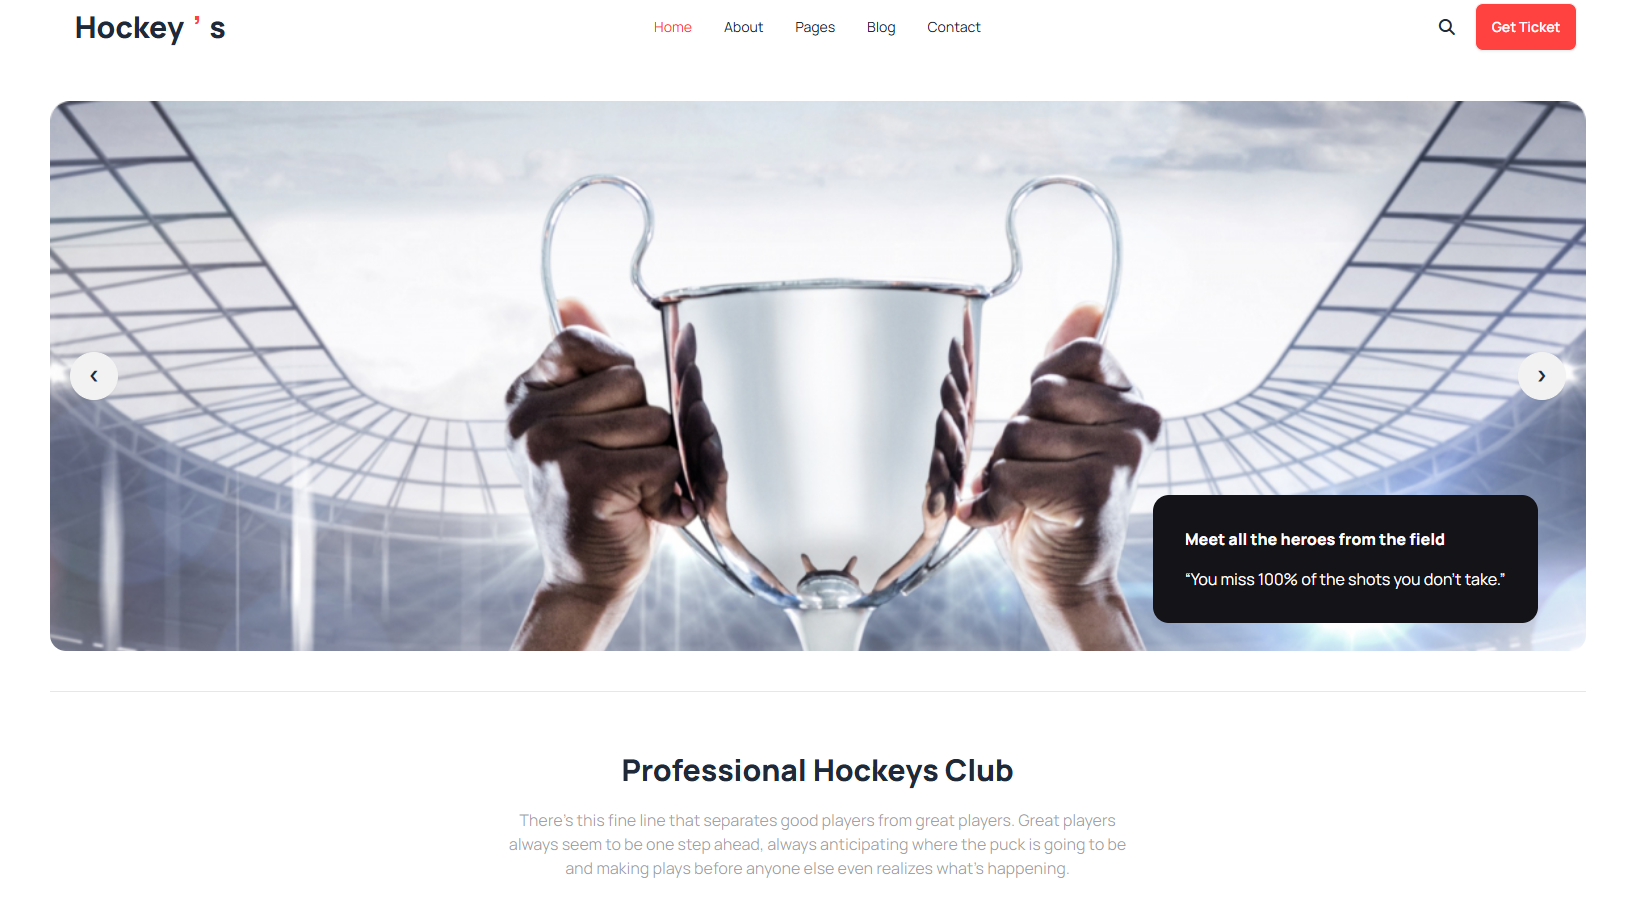 Hockey ’ s
Home About Pages Blog Contact
Get Ticket
Meet all the heroes from the field
“You miss 100% of the shots you don’t take.”
Professional Hockeys Club
There’s this fine line that separates good players from great players. Great players
always seem to be one step ahead, always anticipating where the puck is going to be
and making plays before anyone else even realizes what’s happening.